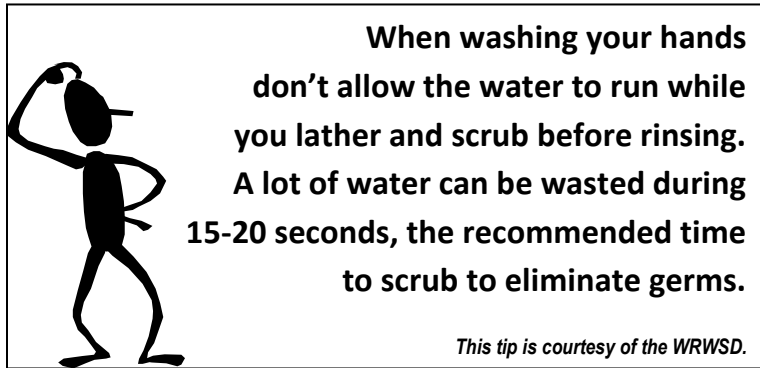 When washing your hands
don’t allow the water to run while
you lather and scrub before rinsing.
A lot of water can be wasted during
15-20 seconds, the recommended time
to scrub to eliminate germs.
This tip is courtesy of the WRWSD.